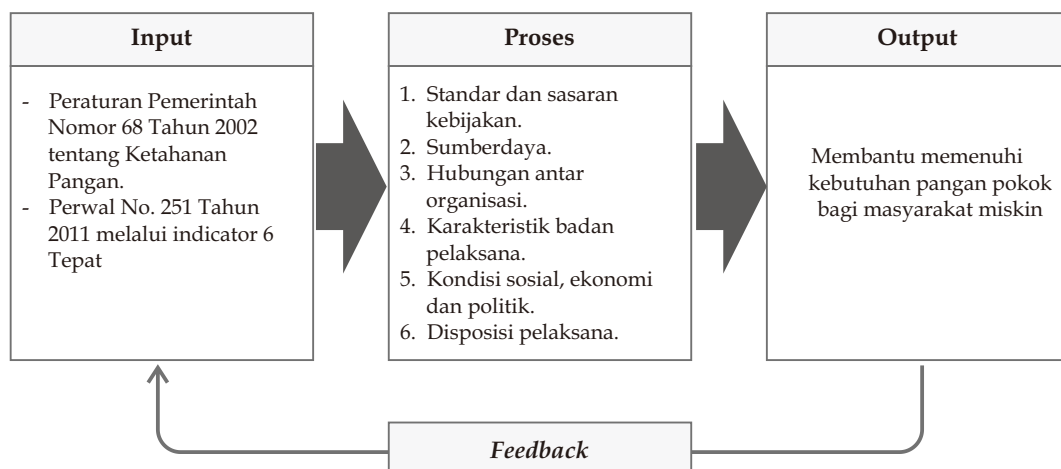 Input
- Peraturan Pemerintah
Nomor 68 Tahun 2002
tentang Ketahanan
Pangan.
- Perwal No. 251 Tahun
2011 melalui indicator 6
Tepat
Proses
1. Standar dan sasaran
kebijakan.
2. Sumberdaya.
3. Hubungan antar
organisasi.
4. Karakteristik badan
pelaksana.
5. Kondisi sosial, ekonomi
dan politik.
6. Disposisi pelaksana.
Output
Membantu memenuhi
kebutuhan pangan pokok
bagi masyarakat miskin
Feedback